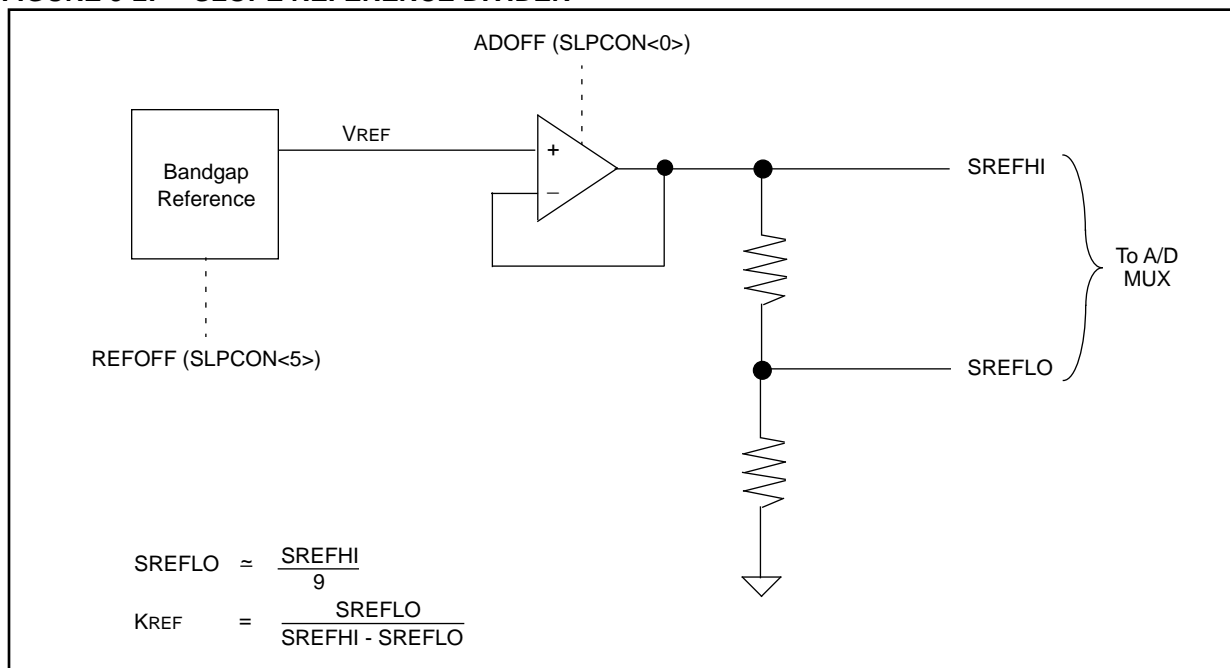 ADOFF (SLPCON<0>)
VREF
Bandgap
Reference
+
–
SREFHI
To A/D
MUX
REFOFF (SLPCON<5>)
SREFLO
SREFLO ≃ SREFHI
9
KREF = SREFLO
SREFHI - SREFLO